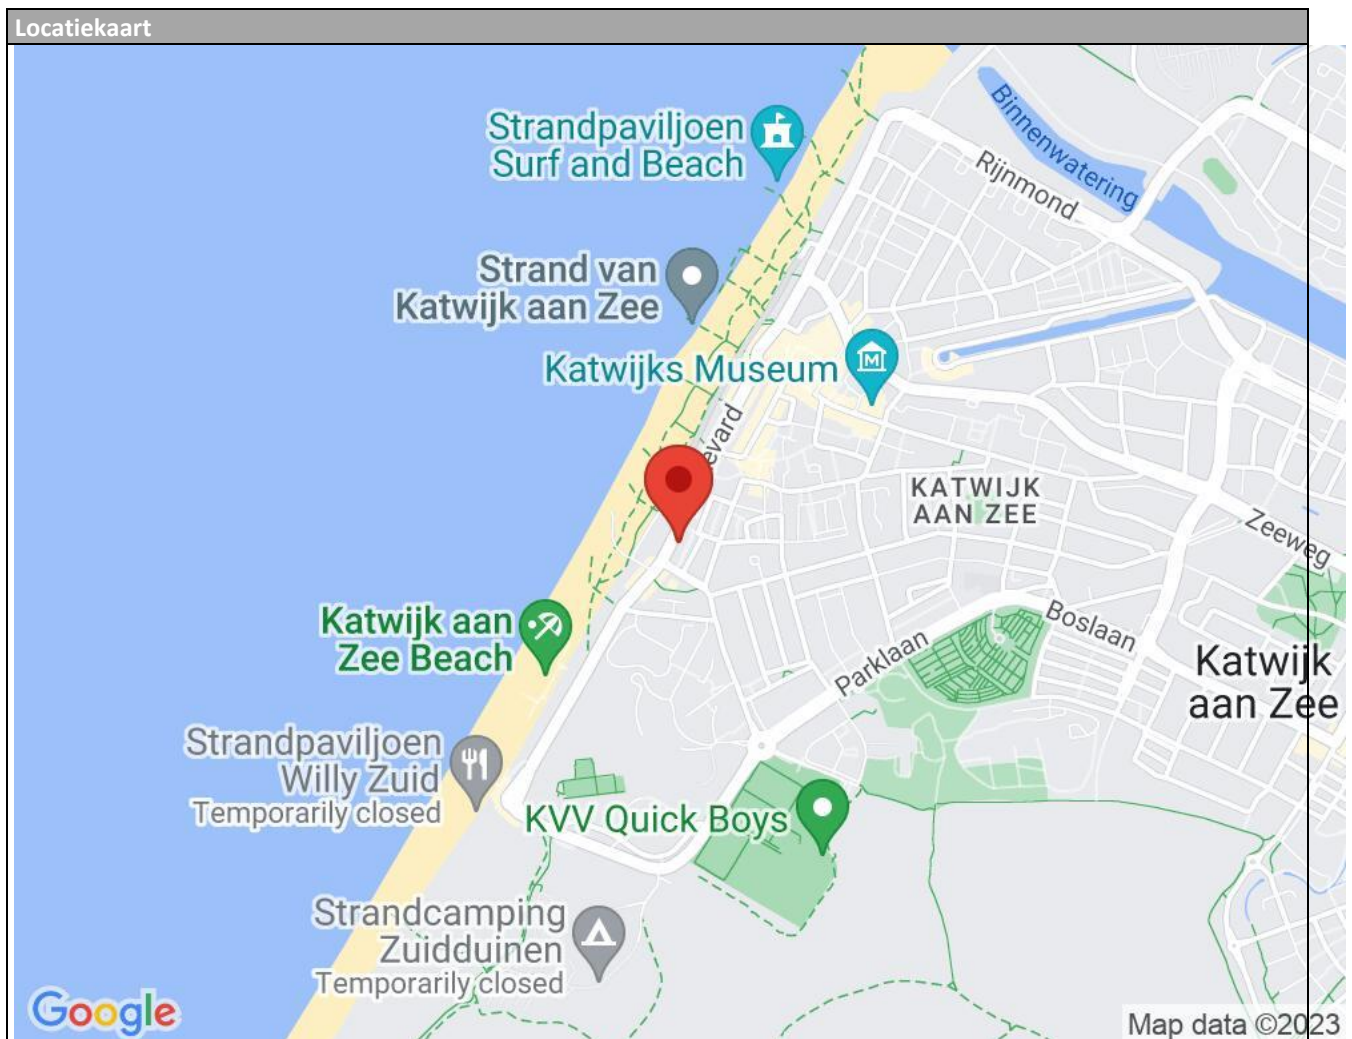 Locatiekaart
Strandpaviljoen
Surf and Beach
Binnenwatering
Rijnmond
Strand van
Katwijk aan Zee
Katwijks Museum
evard
KATWIJK
AAN ZEE
Zeeweg
Katwijk aan
Zee Beach
Boslaan
Parklaan
Katwijk
aan Zee
Strandpaviljoen
Willy Zuid
Temporarily closed
KVV Quick Boys
Strandcamping
Zuidduinen
Temporarily closed
Google
Map data ©2023